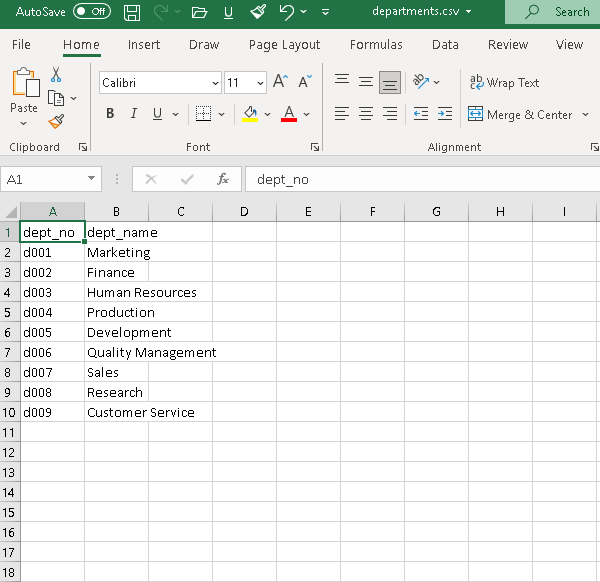 AutoSave Off departments.csv Search
File Home Insert Draw Page Layout Formulas Data Review View
Calibri 11 A^ Aˇ ab Wrap Text
Paste B I U A Merge & Center
Clipboard Font Alignment
A1 fx dept_no
A B C D E F G H I
1 dept_no dept_name
2 d001 Marketing
3 d002 Finance
4 d003 Human Resources
5 d004 Production
6 d005 Development
7 d006 Quality Management
8 d007 Sales
9 d008 Research
10 d009 Customer Service
11
12
13
14
15
16
17
18